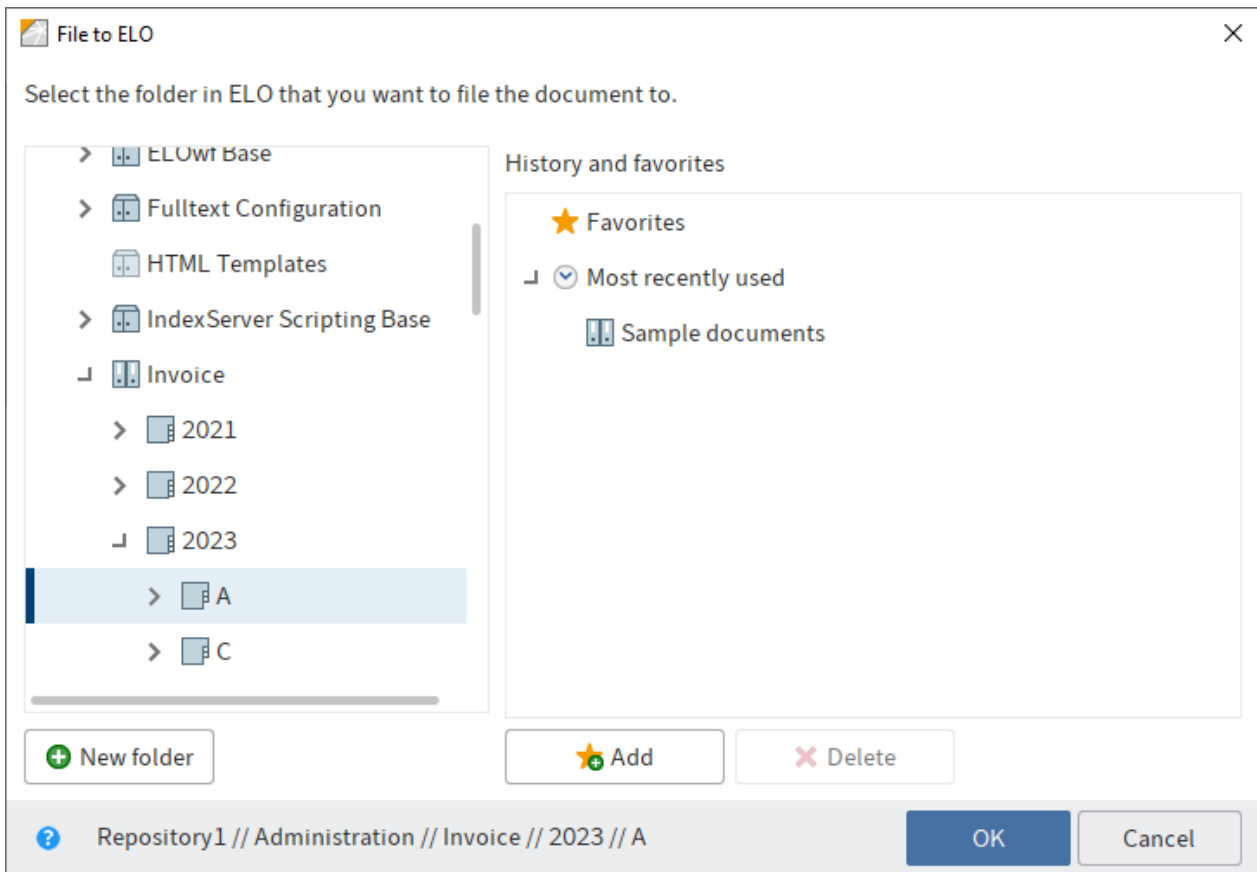 File to ELO
Select the folder in ELO that you want to file the document to.
ELOwf Base
Fulltext Configuration
HTML Templates
IndexServer Scripting Base
Invoice
2021
2022
2023
A
C
New folder
History and favorites
Favorites
Most recently used
Sample documents
Add
Delete
Repository1 // Administration // Invoice // 2023 // A
OK
Cancel